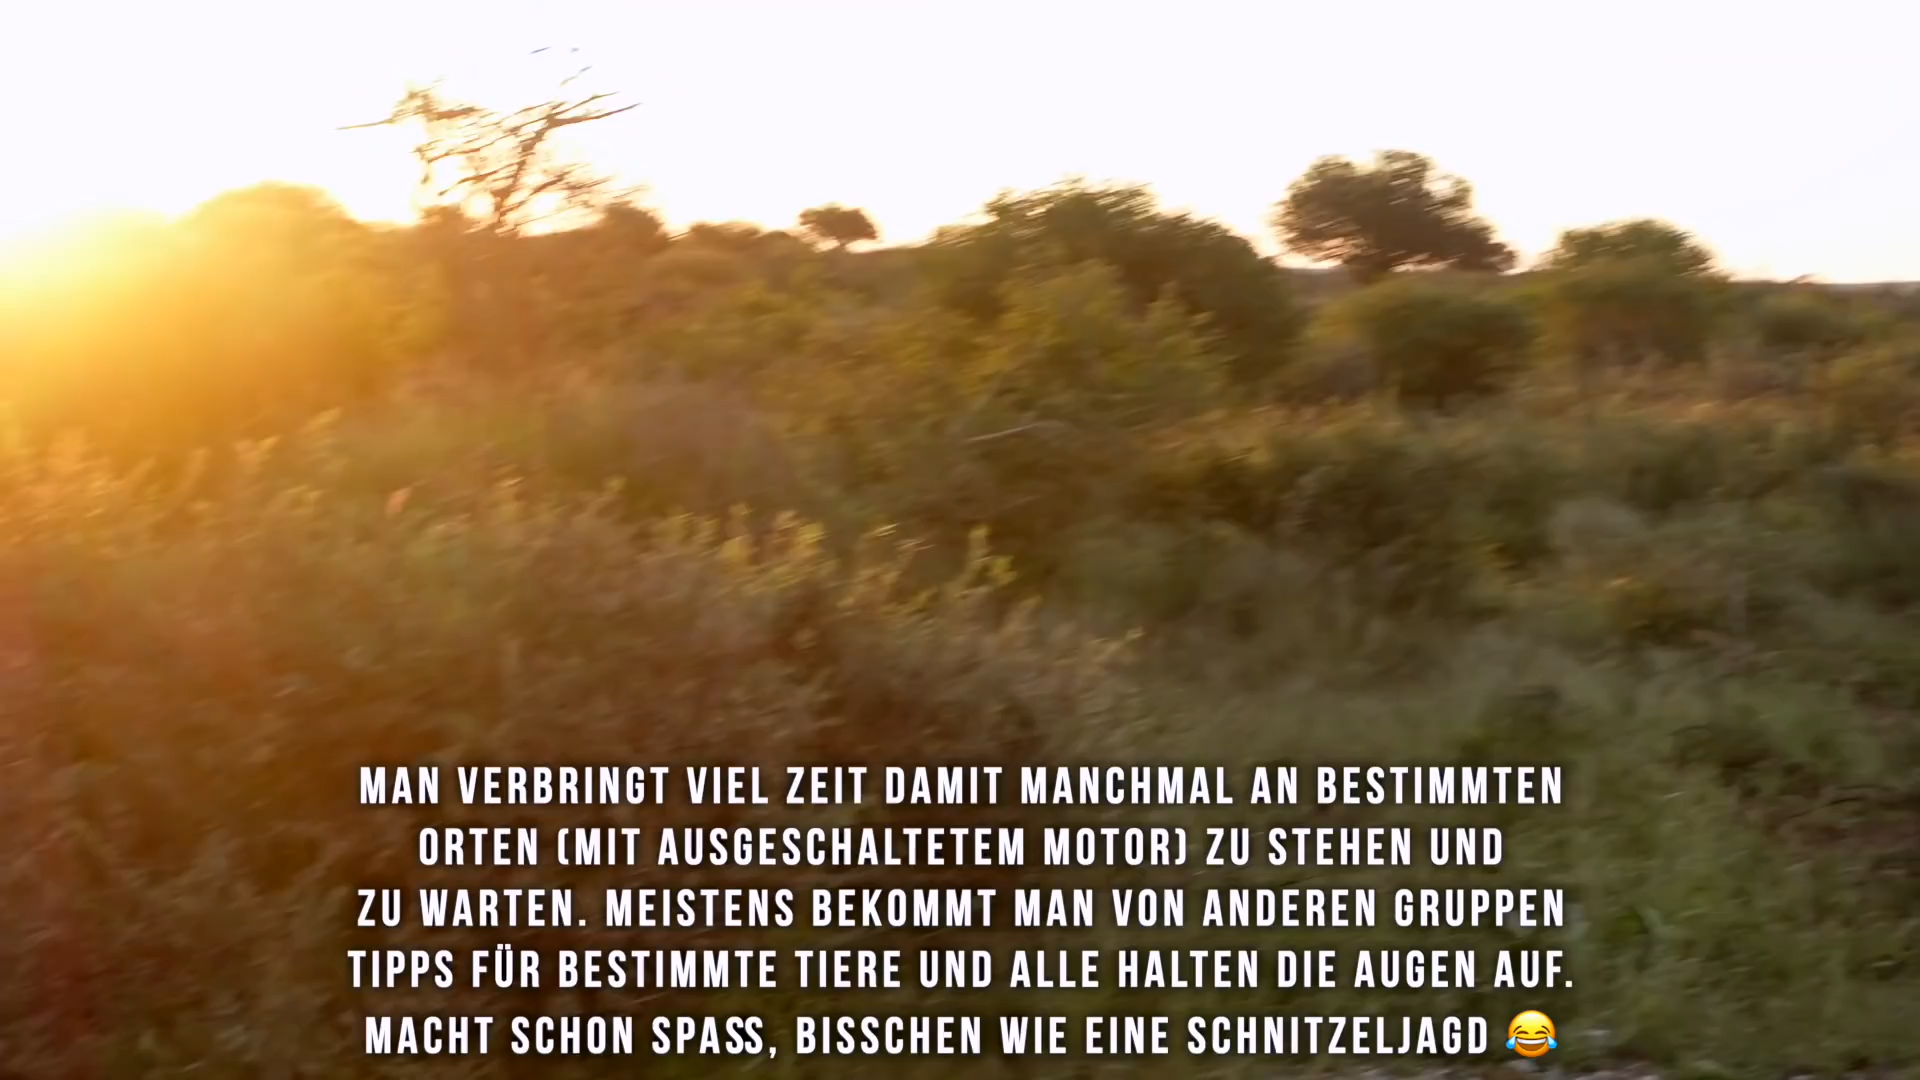 MAN VERBRINGT VIEL ZEIT DAMIT MANCHMAL AN BESTIMMTEN
ORTEN (MIT AUSGESCHALTETEM MOTOR) ZU STEHEN UND
ZU WARTEN. MEISTENS BEKOMMT MAN VON ANDEREN GRUPPEN
TIPPS FÜR BESTIMMTE TIERE UND ALLE HALTEN DIE AUGEN AUF.
MACHT SCHON SPASS, BISSCHEN WIE EINE SCHNITZELJAGD 😂